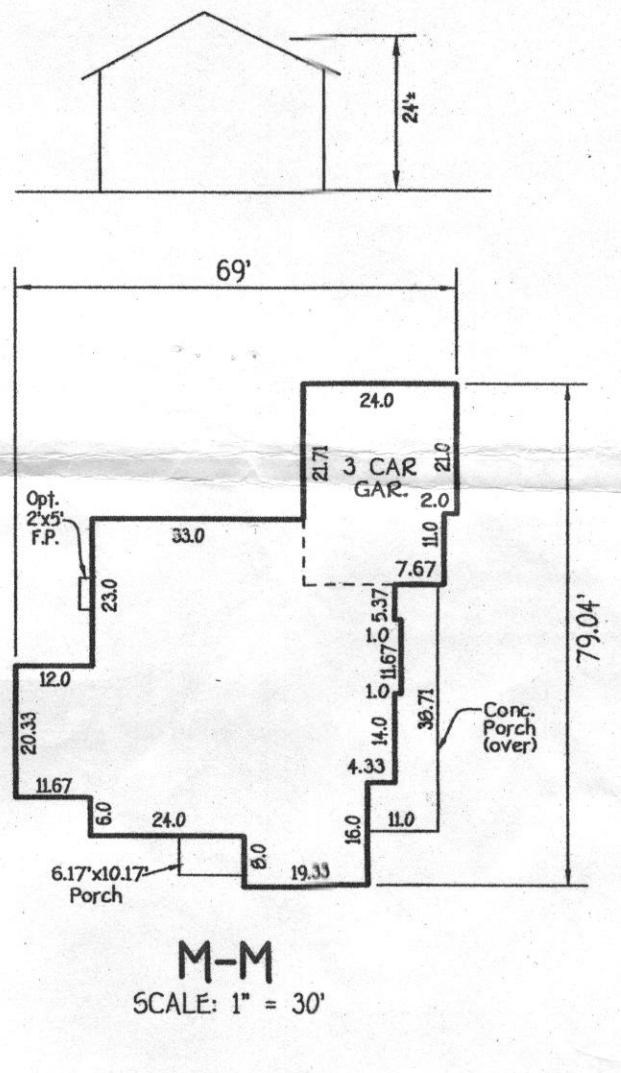 24'±
69'
24.0
21.71
3 CAR
GAR.
21.0
2.0
Opt.
2'x5'
F.P.
33.0
11.0
23.0
7.67
5.37
1.0
11.67
79.04'
12.0
1.0
38.71
Conc.
Porch
(over)
20.33
14.0
4.33
11.67
6.0
24.0
16.0
11.0
8.0
6.17'x10.17'
Porch
19.33
M-M
SCALE: 1" = 30'